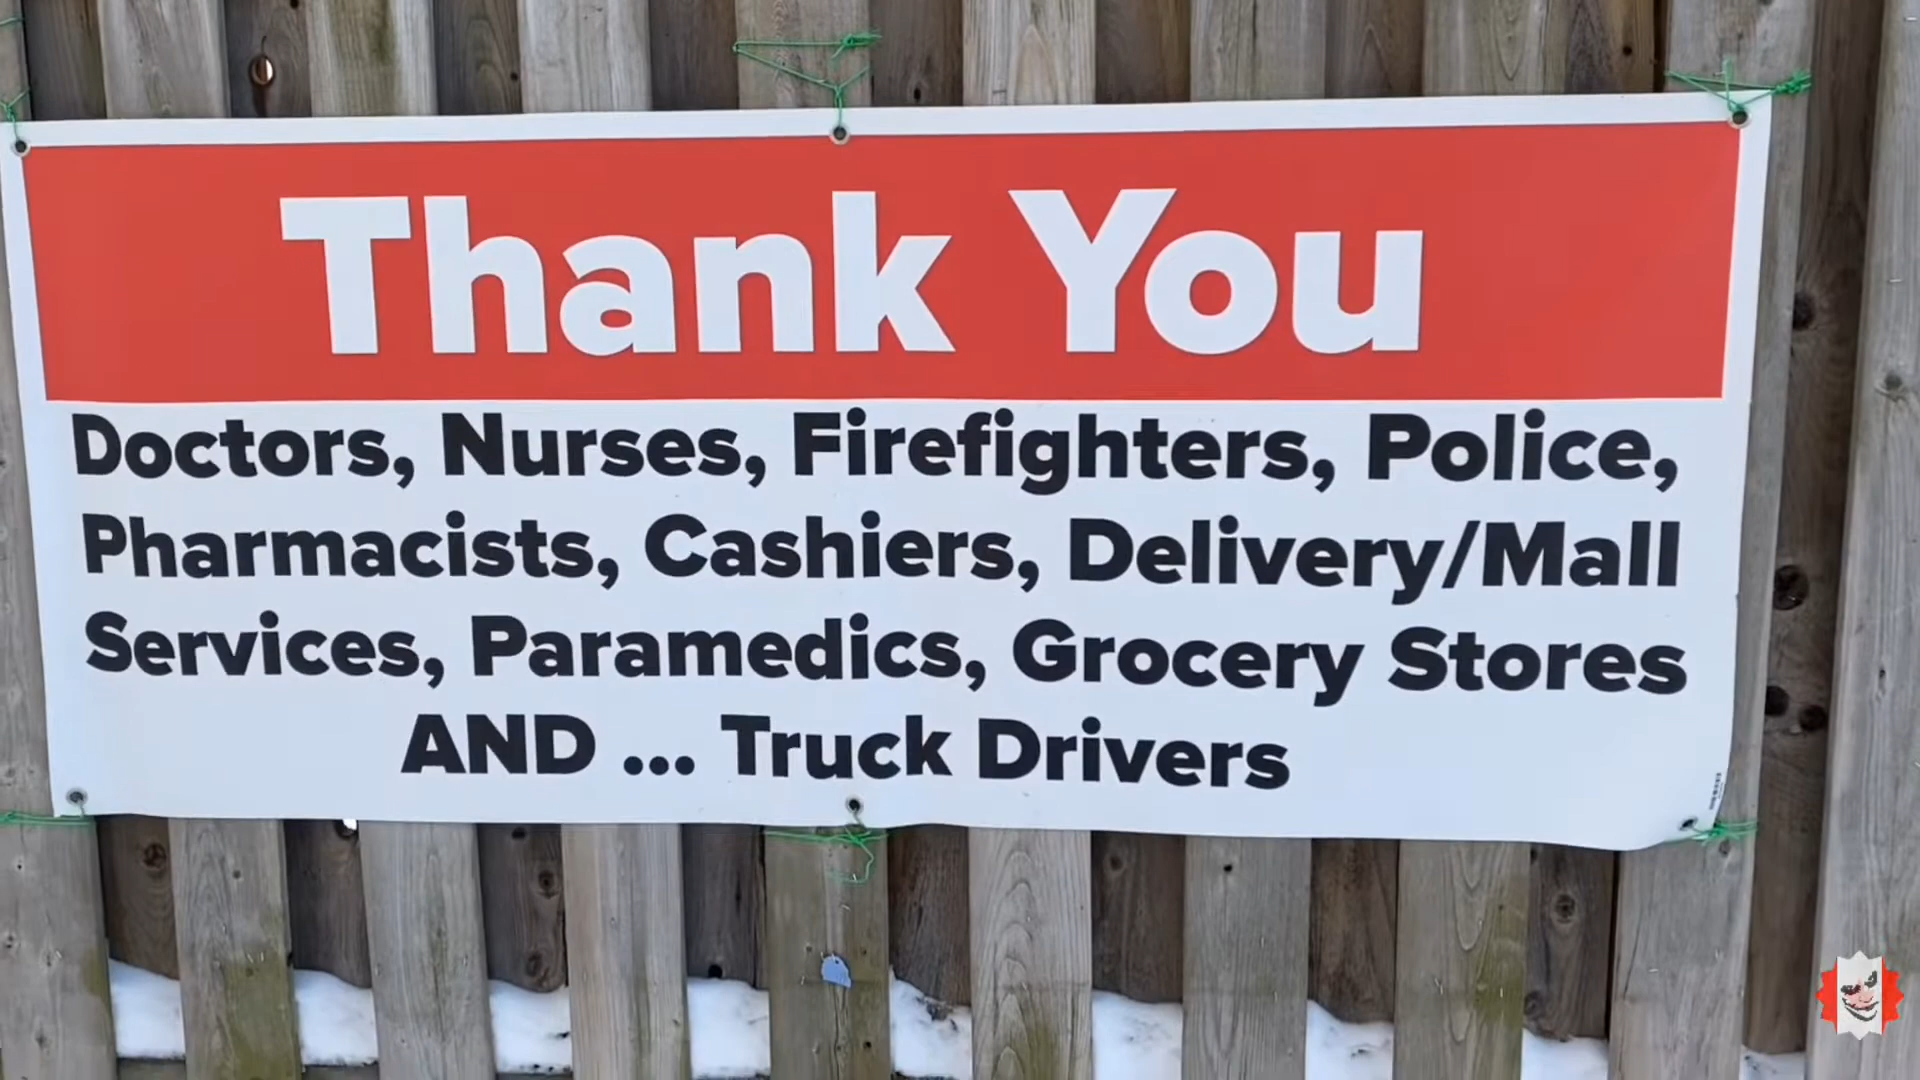 Thank You
Doctors, Nurses, Firefighters, Police,
Pharmacists, Cashiers, Delivery/Mall
Services, Paramedics, Grocery Stores
AND ... Truck Drivers